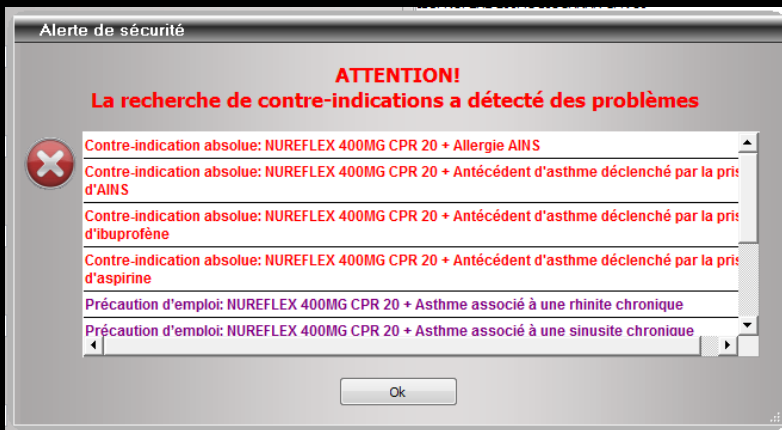 Alerte de sécurité
ATTENTION!
La recherche de contre-indications a détecté des problèmes
Contre-indication absolue: NUREFLEX 400MG CPR 20 + Allergie AINS
Contre-indication absolue: NUREFLEX 400MG CPR 20 + Antécédent d'asthme déclenché par la pris
d'AINS
Contre-indication absolue: NUREFLEX 400MG CPR 20 + Antécédent d'asthme déclenché par la pris
d'ibuprofène
Contre-indication absolue: NUREFLEX 400MG CPR 20 + Antécédent d'asthme déclenché par la pris
d'aspirine
Précaution d'emploi: NUREFLEX 400MG CPR 20 + Asthme associé à une rhinite chronique
Précaution d'emploi: NUREFLEX 400MG CPR 20 + Asthme associé à une sinusite chronique
Ok